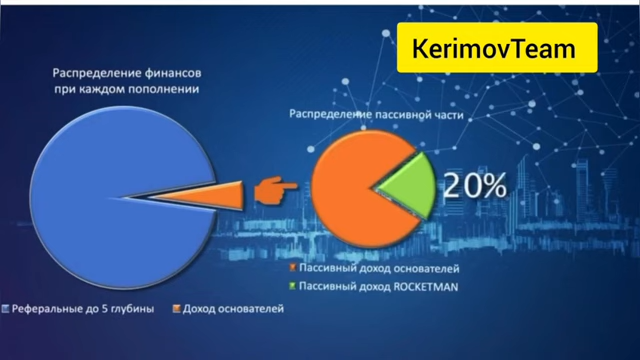 KerimovTeam
Распределение финансов
при каждом пополнении
Распределение пассивной части
20%
Пассивный доход основателей
Пассивный доход ROCKETMAN
Реферальные до 5 глубины
Доход основателей